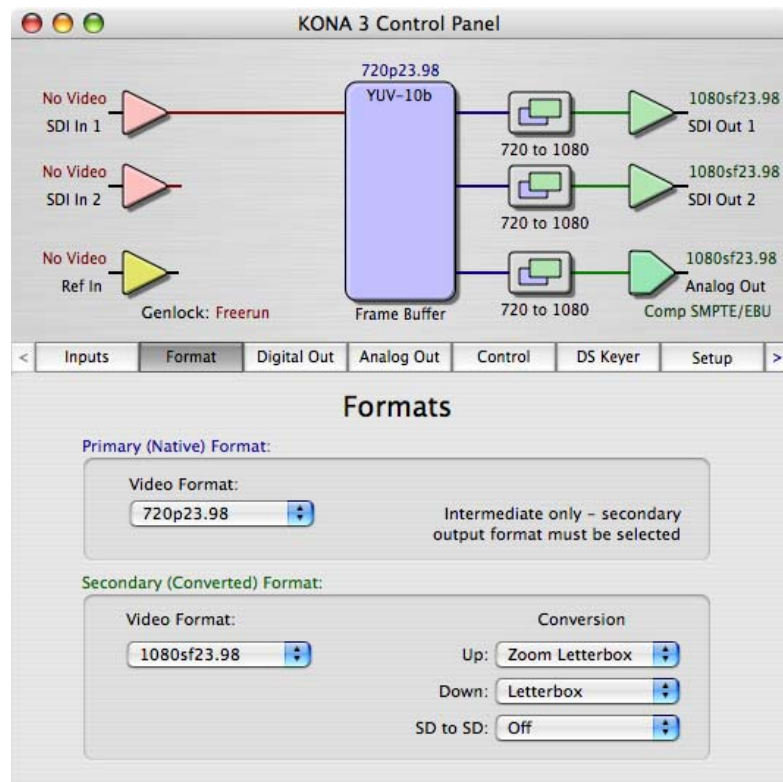 KONA 3 Control Panel
720p23.98
YUV-10b
No Video
SDI In 1
720 to 1080
1080sf23.98
SDI Out 1
No Video
SDI In 2
720 to 1080
1080sf23.98
SDI Out 2
No Video
Ref In
Genlock: Freerun
Frame Buffer
720 to 1080
1080sf23.98
Analog Out
Comp SMPTE/EBU
< Inputs Format Digital Out Analog Out Control DS Keyer Setup >
Formats
Primary (Native) Format:
Video Format:
720p23.98
Intermediate only - secondary
output format must be selected
Secondary (Converted) Format:
Video Format:
1080sf23.98
Conversion
Up: Zoom Letterbox
Down: Letterbox
SD to SD: Off